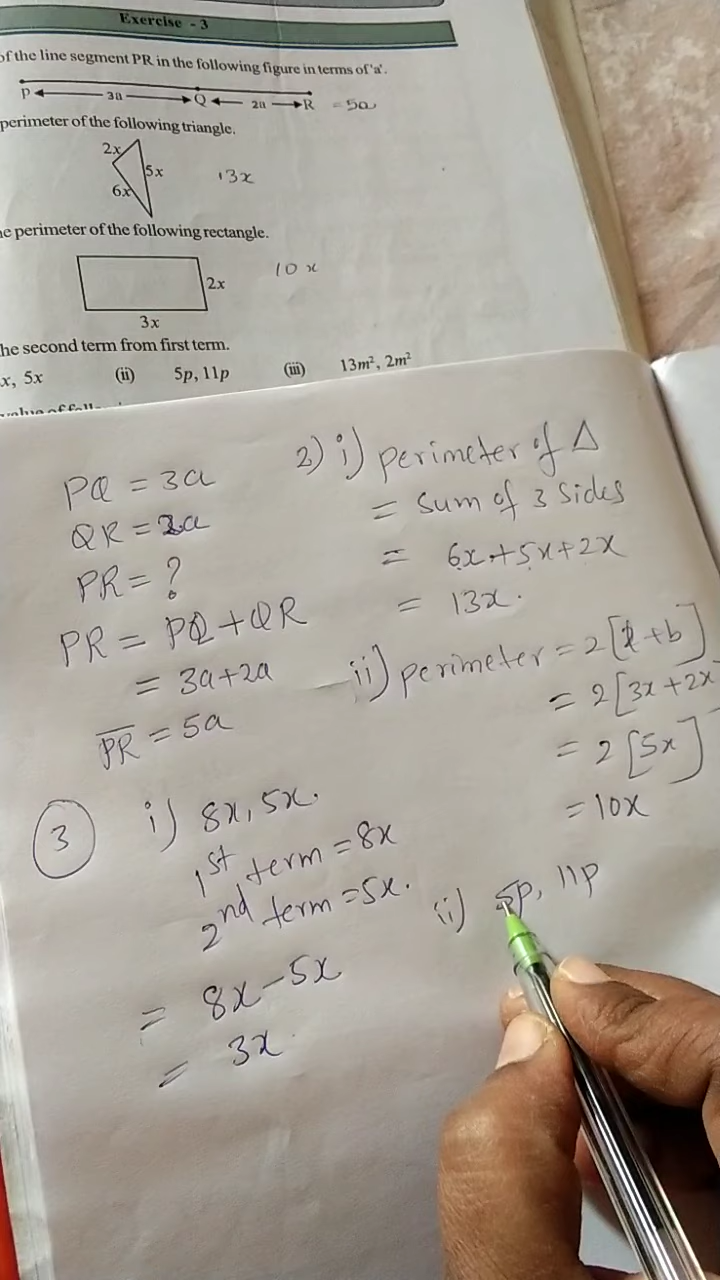 Exercise - 3
of the line segment PR in the following figure in terms of 'a'.
P 3a Q 2a R = 5a
perimeter of the following triangle.
2x
5x
6x
13x
e perimeter of the following rectangle.
2x
3x
10x
he second term from first term.
x, 5x (ii) 5p, 11p (iii) 13m², 2m²
PQ = 3a
QR = 2a
PR = ?
PR = PQ + QR
= 3a+2a
PR = 5a
2) i) perimeter of Δ
= sum of 3 sides
= 6x+5x+2x
= 13x.
ii) perimeter = 2[l+b]
= 2[3x+2x
= 2[5x]
= 10x
3 i) 8x, 5x.
1st term = 8x
2nd term = 5x.
= 8x-5x
= 3x.
ii) 5p, 11p